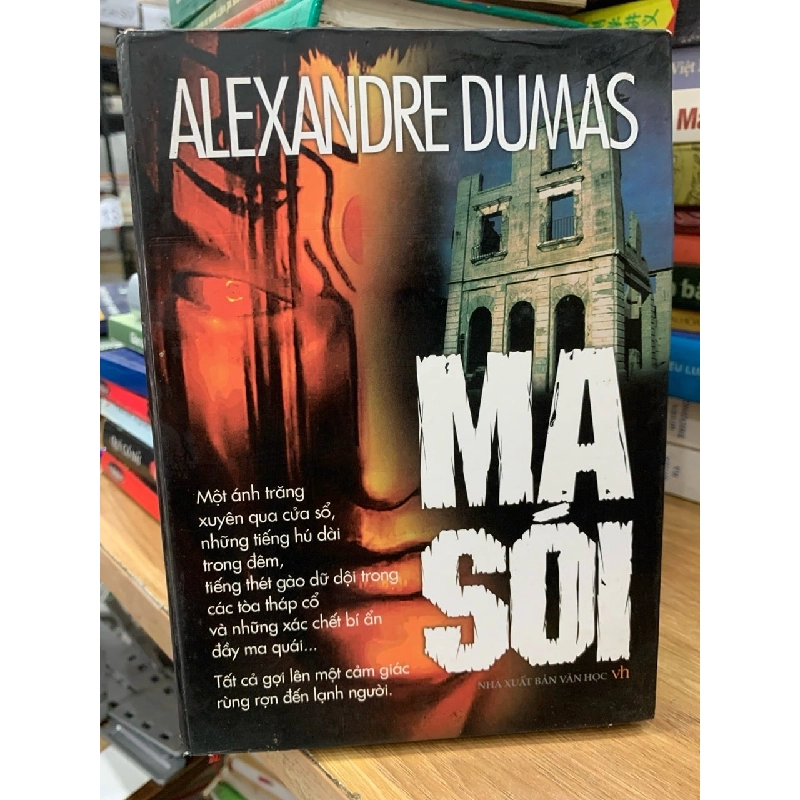 ALEXANDRE DUMAS
MA
SÓI
Một ánh trăng
xuyên qua cửa sổ,
những tiếng hú dài
trong đêm,
tiếng thét gào dữ dội trong
các tòa tháp cổ
và những xác chết bí ẩn
đầy ma quái...
Tất cả gợi lên một cảm giác
rùng rợn đến lạnh người.
NHÀ XUẤT BẢN VĂN HỌC vh
Việt